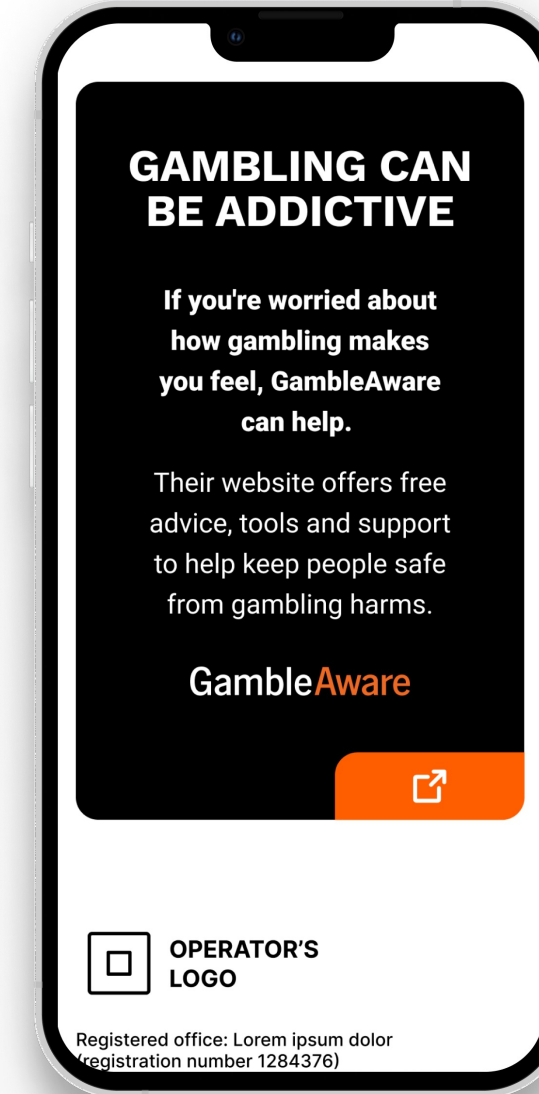 GAMBLING CAN
BE ADDICTIVE
If you're worried about
how gambling makes
you feel, GambleAware
can help.
Their website offers free
advice, tools and support
to help keep people safe
from gambling harms.
GambleAware
OPERATOR’S
LOGO
Registered office: Lorem ipsum dolor
(registration number 1284376)